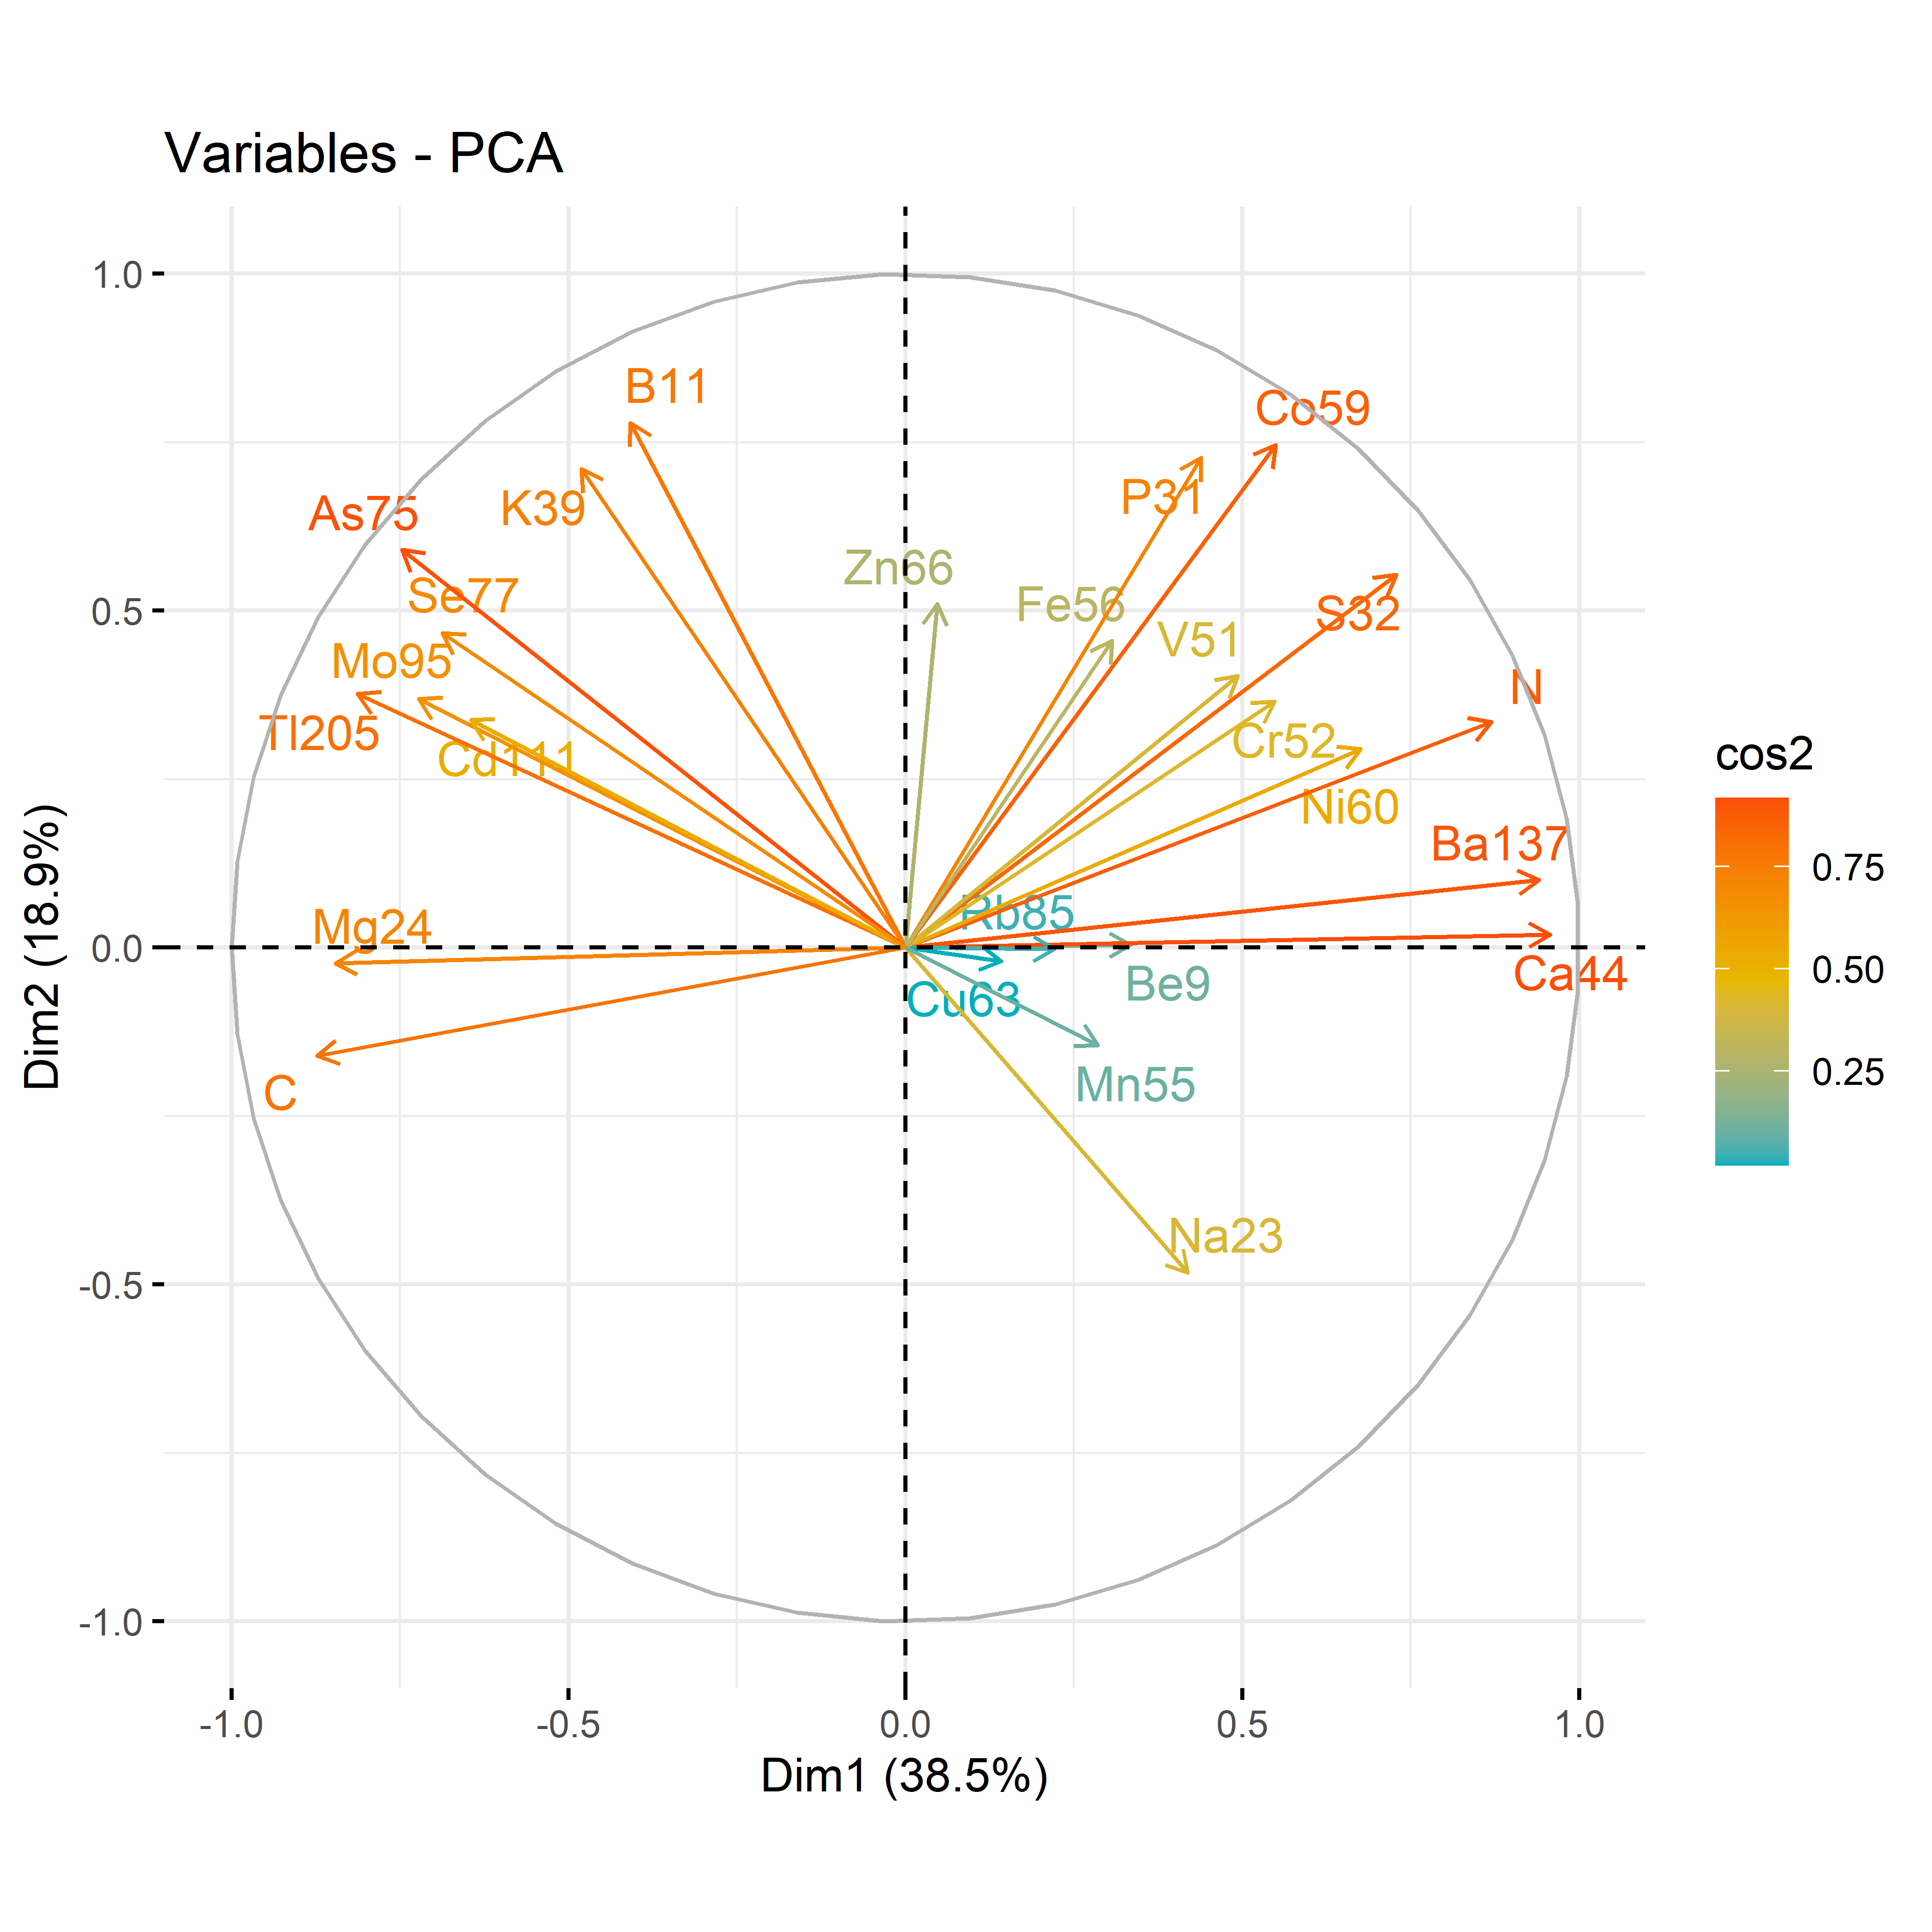 Variables - PCA
B11
Co59
K39
P31
As75
Zn66
Se77
Fe56
S32
V51
Mo95
N
Tl205
Cd111
Cr52
Ni60
Ba137
Rb85
Mg24
Ca44
Be9
Cu63
C
Mn55
Na23
1.0
0.5
0.0
-0.5
-1.0
Dim2 (18.9%)
-1.0
-0.5
0.0
0.5
1.0
Dim1 (38.5%)
cos2
0.75
0.50
0.25